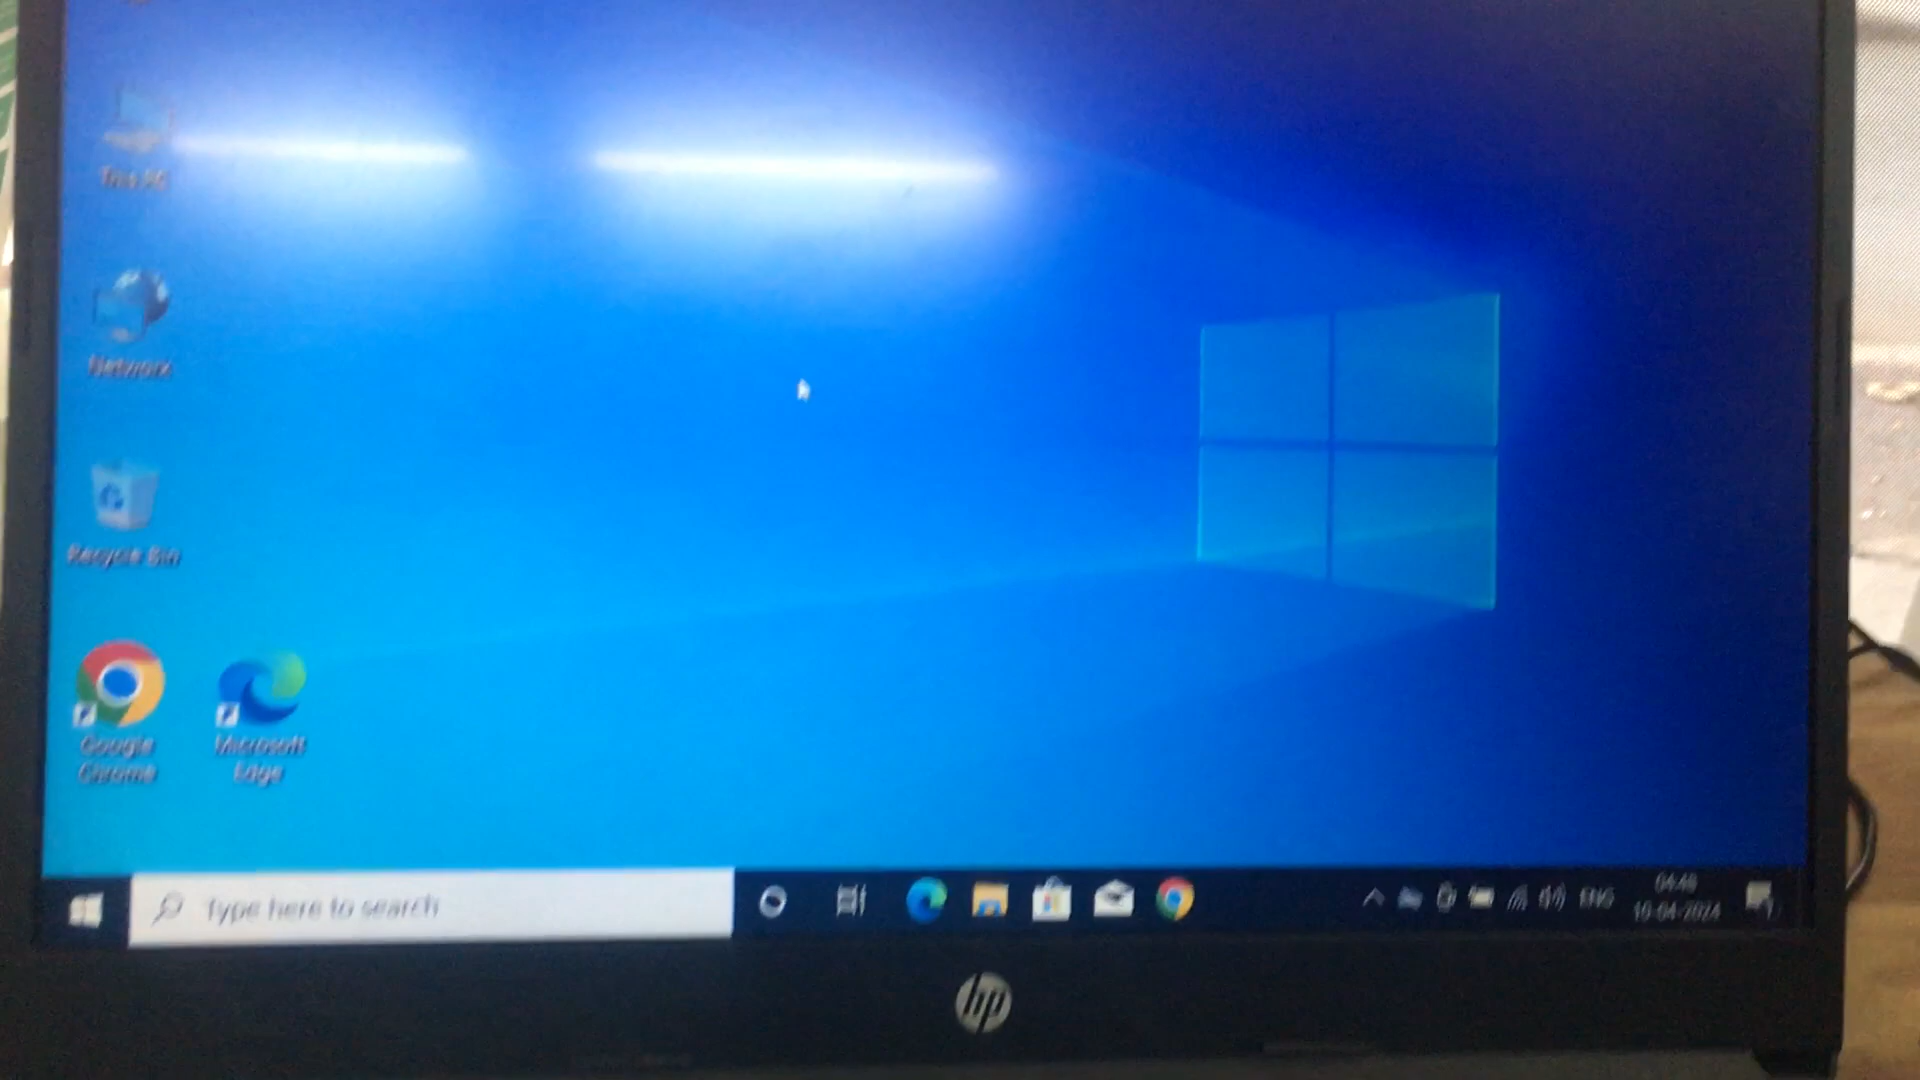 This PC
Network
Recycle Bin
Google
Chrome
Microsoft
Edge
Type here to search
ENG
04:48
10-04-2024
hp